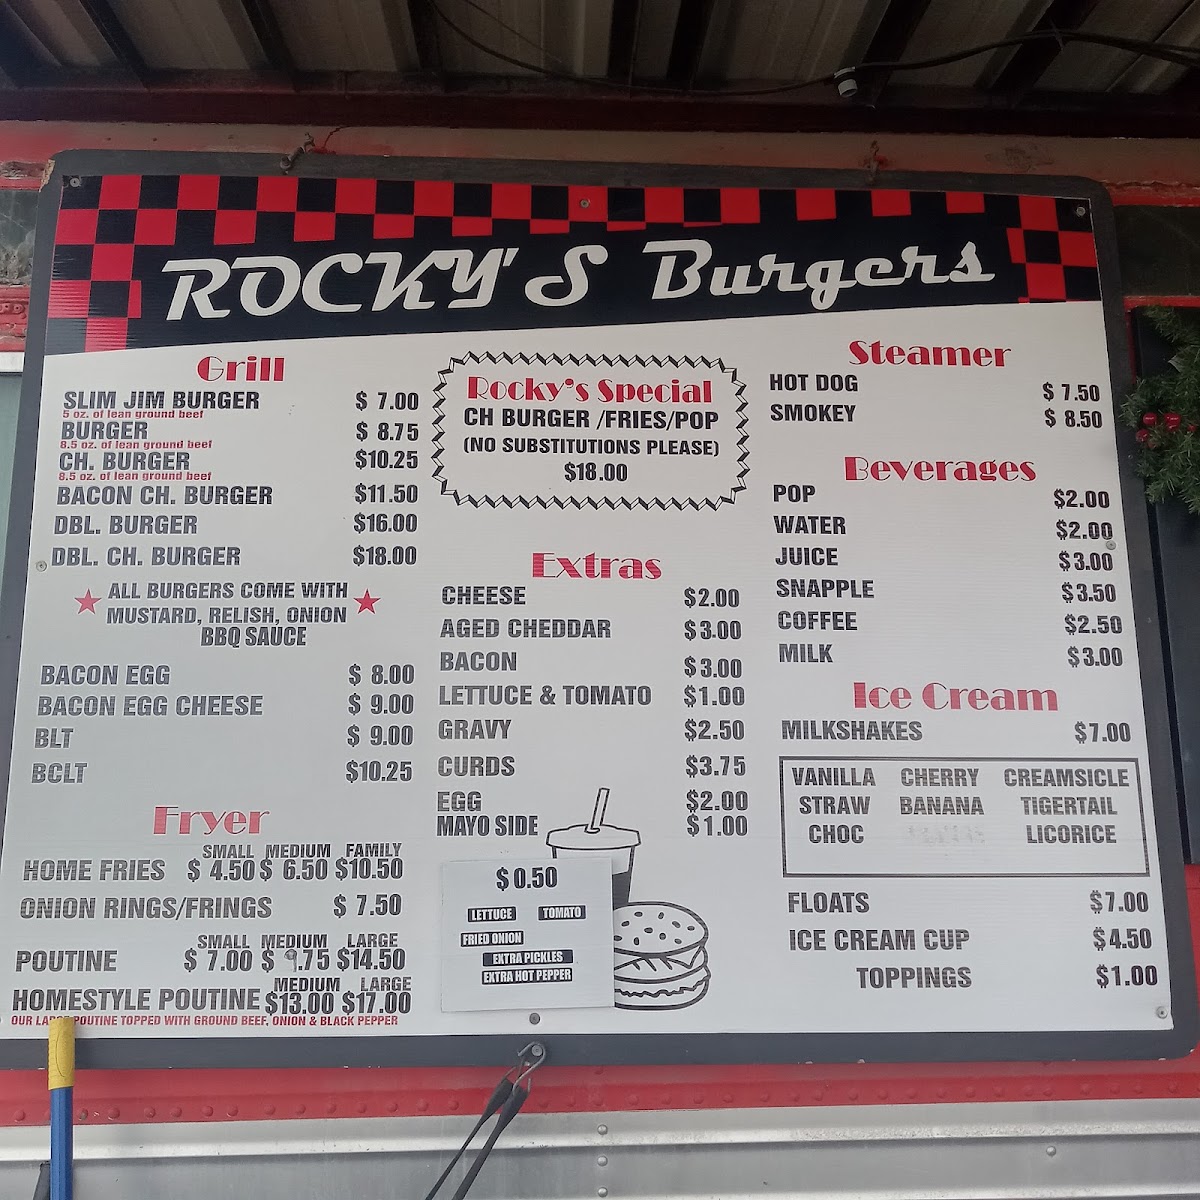 ROCKY'S Burgers
Grill
SLIM JIM BURGER $ 7.00
5 oz. of lean ground beef
BURGER $ 8.75
8.5 oz. of lean ground beef
CH. BURGER $10.25
8.5 oz. of lean ground beef
BACON CH. BURGER $11.50
DBL. BURGER $16.00
DBL. CH. BURGER $18.00
ALL BURGERS COME WITH
MUSTARD, RELISH, ONION
BBQ SAUCE
BACON EGG $ 8.00
BACON EGG CHEESE $ 9.00
BLT $ 9.00
BCLT $10.25
Fryer
SMALL MEDIUM FAMILY
HOME FRIES $ 4.50 $ 6.50 $10.50
ONION RINGS/FRINGS $ 7.50
SMALL MEDIUM LARGE
POUTINE $ 7.00 $ .75 $14.50
MEDIUM LARGE
HOMESTYLE POUTINE $13.00 $17.00
OUR POUTINE TOPPED WITH GROUND BEEF, ONION & BLACK PEPPER
Rocky's Special
CH BURGER /FRIES/POP
(NO SUBSTITUTIONS PLEASE)
$18.00
Extras
CHEESE $2.00
AGED CHEDDAR $3.00
BACON $3.00
LETTUCE & TOMATO $1.00
GRAVY $2.50
CURDS $3.75
EGG $2.00
MAYO SIDE $1.00
$0.50
LETTUCE TOMATO
FRIED ONION
EXTRA PICKLES
EXTRA HOT PEPPER
Steamer
HOT DOG $ 7.50
SMOKEY $ 8.50
Beverages
POP $2.00
WATER $2.00
JUICE $3.00
SNAPPLE $3.50
COFFEE $2.50
MILK $3.00
Ice Cream
MILKSHAKES $7.00
VANILLA CHERRY CREAMSICLE
STRAW BANANA TIGERTAIL
CHOC LICORICE
FLOATS $7.00
ICE CREAM CUP $4.50
TOPPINGS $1.00